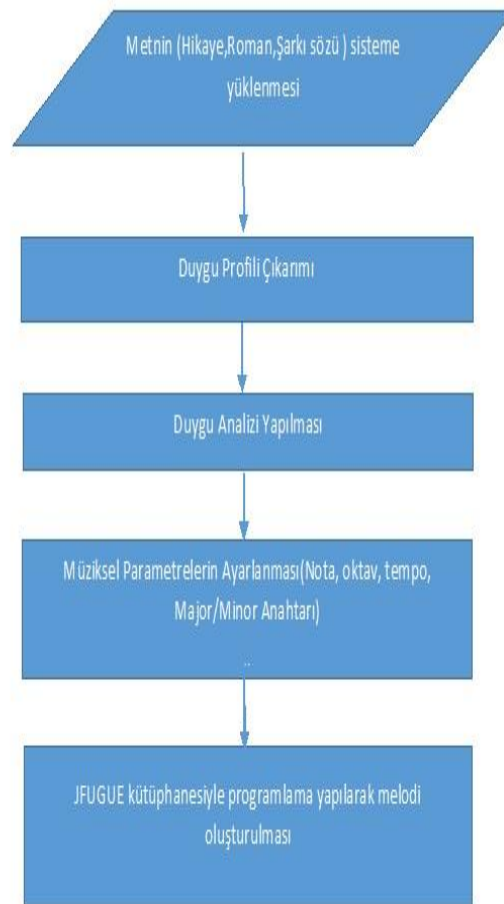 Metnin (Hikaye,Roman,Şarkı sözü ) sisteme
yüklenmesi
Duygu Profili Çıkarımı
Duygu Analizi Yapılması
Müziksel Parametrelerin Ayarlanması(Nota, oktav, tempo,
Major/Minor Anahtarı)
..
JFUGUE kütüphanesiyle programlama yapılarak melodi
oluşturulması